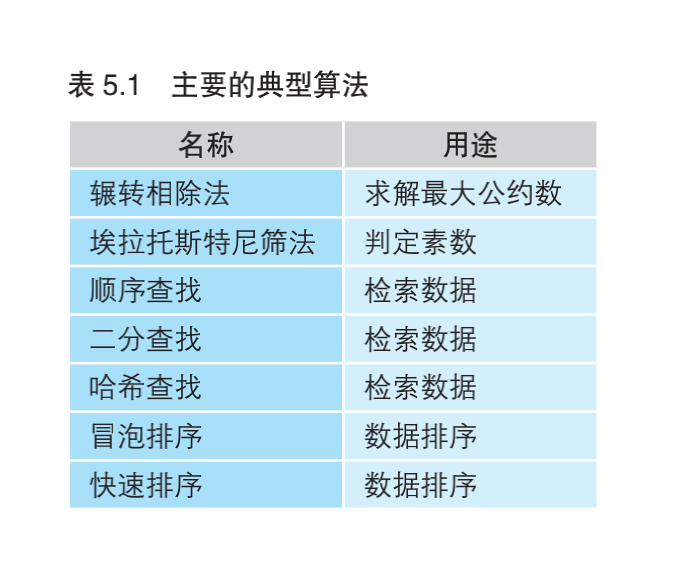 表 5.1 主要的典型算法
名称 用途
辗转相除法 求解最大公约数
埃拉托斯特尼筛法 判定素数
顺序查找 检索数据
二分查找 检索数据
哈希查找 检索数据
冒泡排序 数据排序
快速排序 数据排序